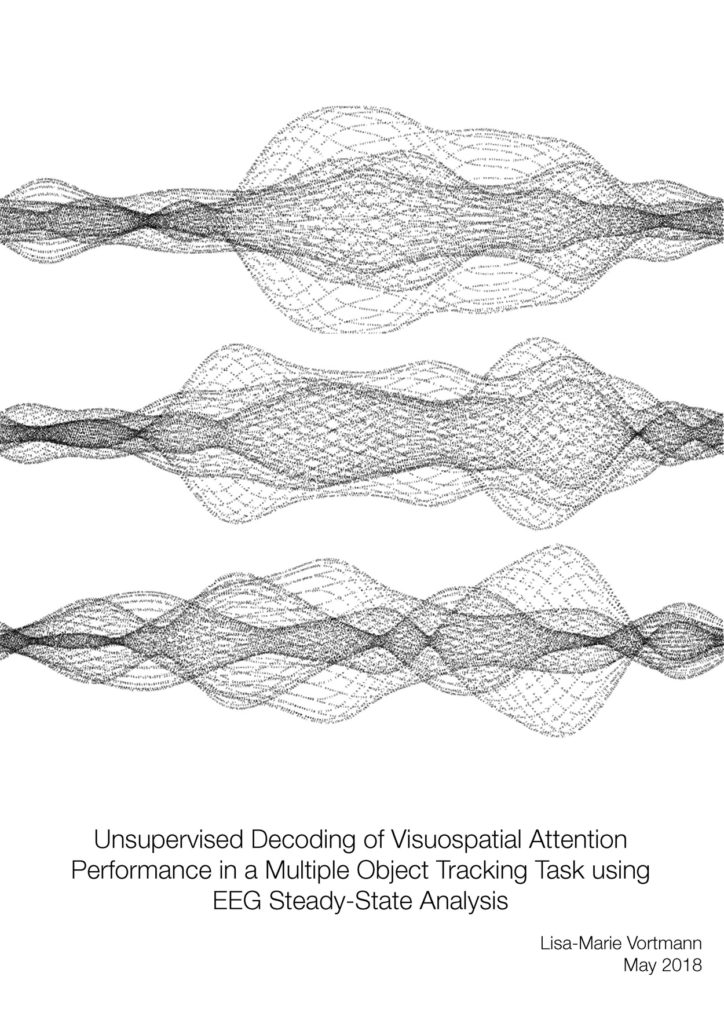 Unsupervised Decoding of Visuospatial Attention
Performance in a Multiple Object Tracking Task using
EEG Steady-State Analysis
Lisa-Marie Vortmann
May 2018